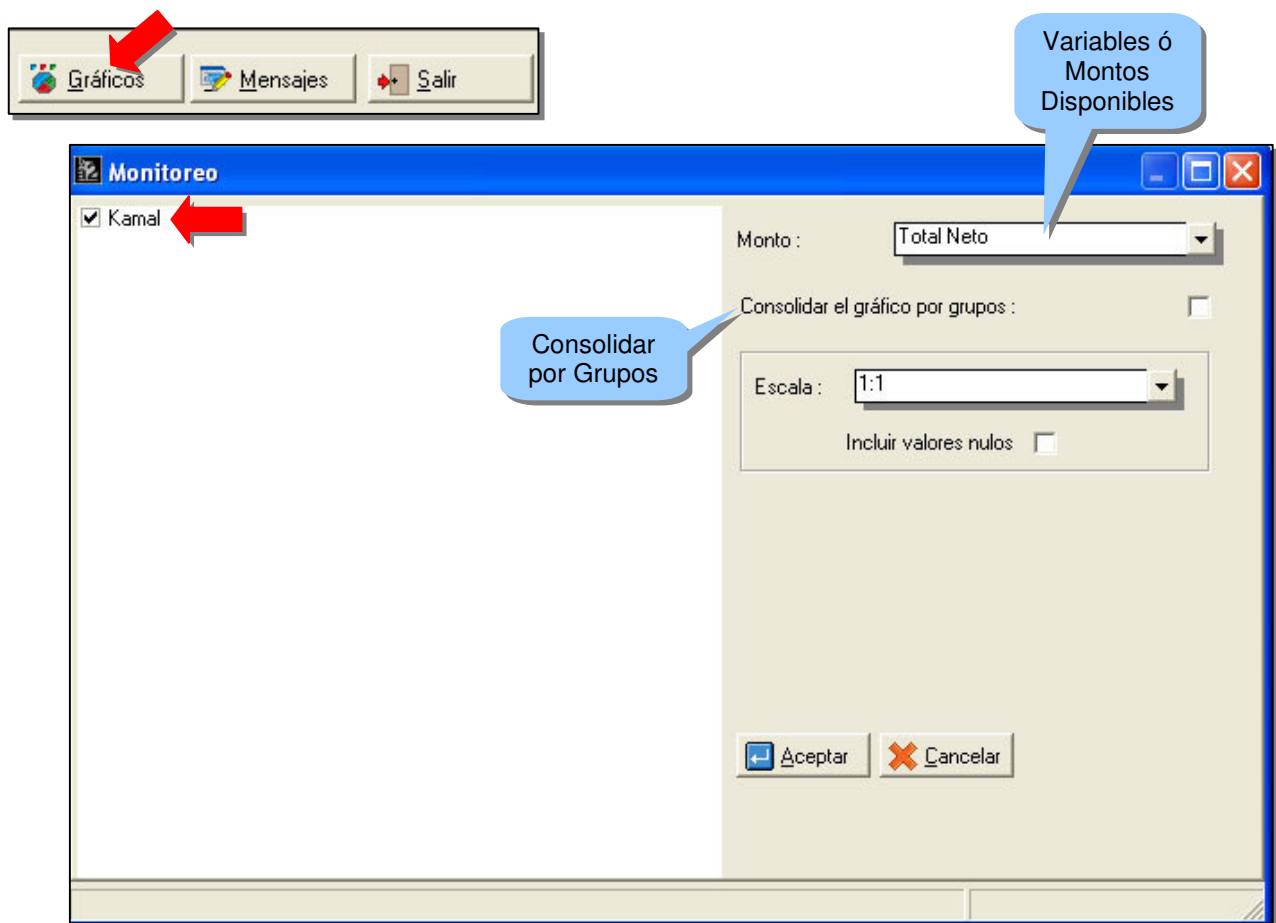 Variables ó
Montos
Disponibles
Gráficos Mensajes Salir
Monitoreo
Kamal
Monto : Total Neto
Consolidar el gráfico por grupos :
Consolidar
por Grupos
Escala : 1:1
Incluir valores nulos
Aceptar Cancelar